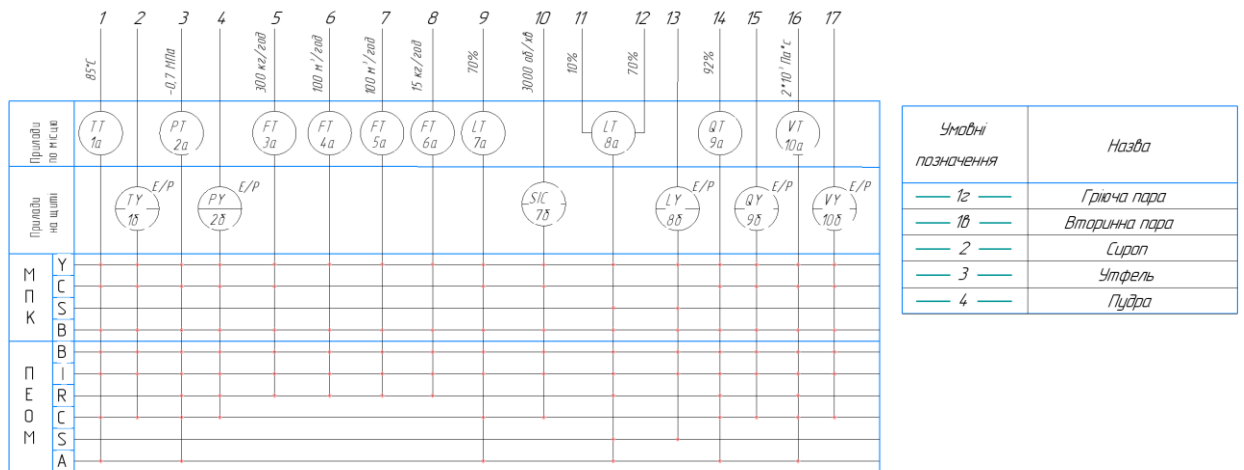 1 2 3 4 5 6 7 8 9 10 11 12 13 14 15 16 17
85°С
-0,7 МПа
300 кг/год
100 м³/год
100 м³/год
15 кг/год
70%
3000 об/хв
10%
70%
92%
Прилади
по місцю
TT
1а
PT
2а
FT
3а
FT
4а
FT
5а
FT
6а
LT
7а
LT
8а
QT
9а
VT
10а
Прилади
на щиті
TY
1б
E/P
PY
2б
E/P
SIC
7б
LY
8б
E/P
QY
9б
E/P
VY
10б
E/P
МПК
Y
C
S
B
ПЕОМ
B
I
R
C
S
A
Умовні
позначення
Назва
1г Гріюча пара
1в Вторинна пара
2 Сироп
3 Утфель
4 Пудра